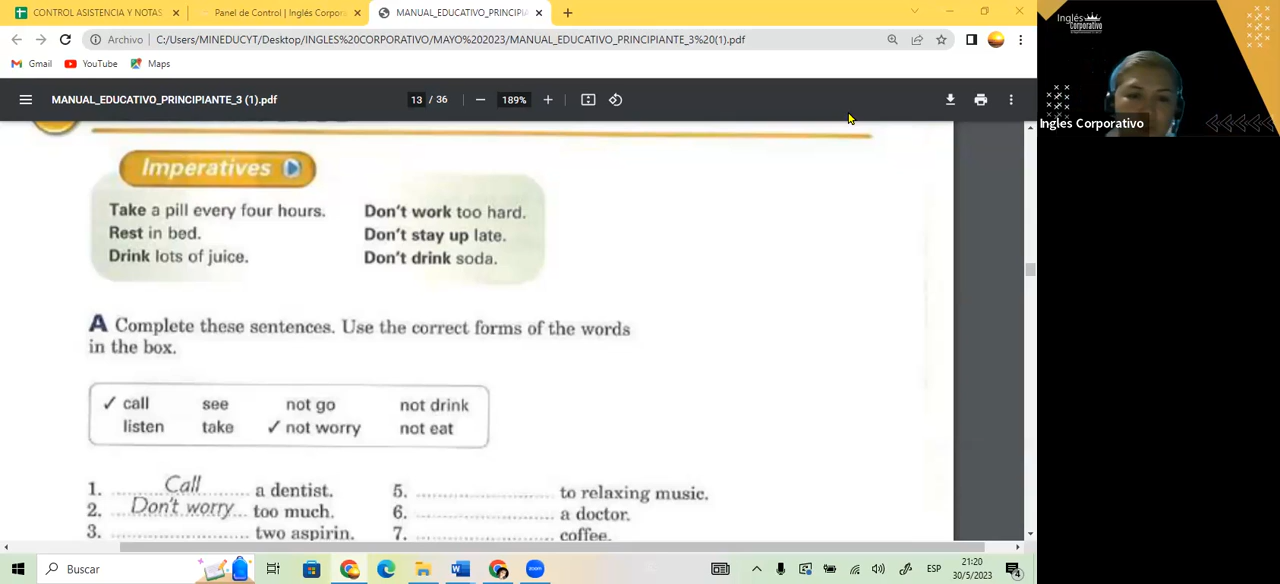 CONTROL ASISTENCIA Y NOTAS
Panel de Control | Inglés Corpora
MANUAL_EDUCATIVO_PRINCIPIA
Archivo
C:/Users/MINEDUCYT/Desktop/INGLES%20CORPORATIVO/MAYO%202023/MANUAL_EDUCATIVO_PRINCIPIANTE_3%20(1).pdf
Gmail
YouTube
Maps
MANUAL_EDUCATIVO_PRINCIPIANTE_3 (1).pdf
13 / 36
189%
Inglés
Corporativo
Ingles Corporativo
Imperatives
Take a pill every four hours.
Rest in bed.
Drink lots of juice.
Don't work too hard.
Don't stay up late.
Don't drink soda.
A Complete these sentences. Use the correct forms of the words
in the box.
✓ call see not go not drink
listen take ✓ not worry not eat
1. Call a dentist.
2. Don't worry too much.
3. .............................. two aspirin.
5. .............................. to relaxing music.
6. .............................. a doctor.
7. .............................. coffee.
Buscar
ESP
21:20
30/5/2023
4